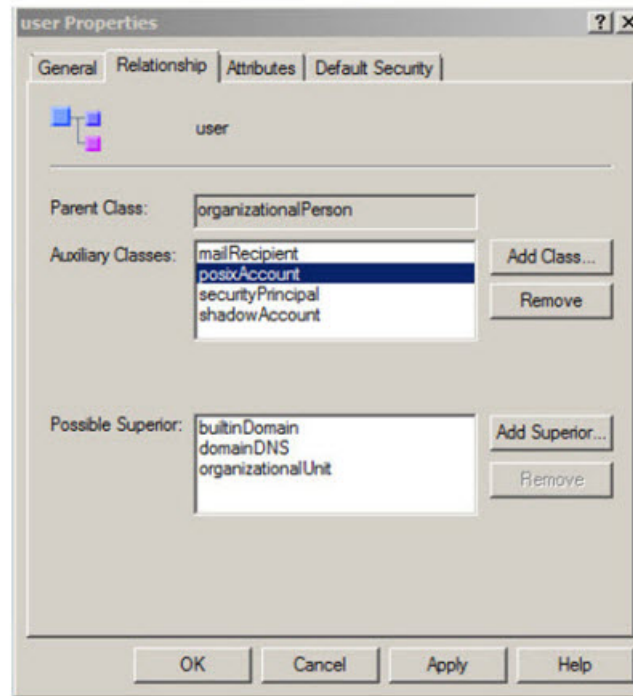 user Properties
? X
General Relationship Attributes Default Security
user
Parent Class: organizationalPerson
Auxiliary Classes: mailRecipient Add Class...
posixAccount
securityPrincipal Remove
shadowAccount
Possible Superior: builtinDomain Add Superior...
domainDNS
organizationalUnit Remove
OK Cancel Apply Help